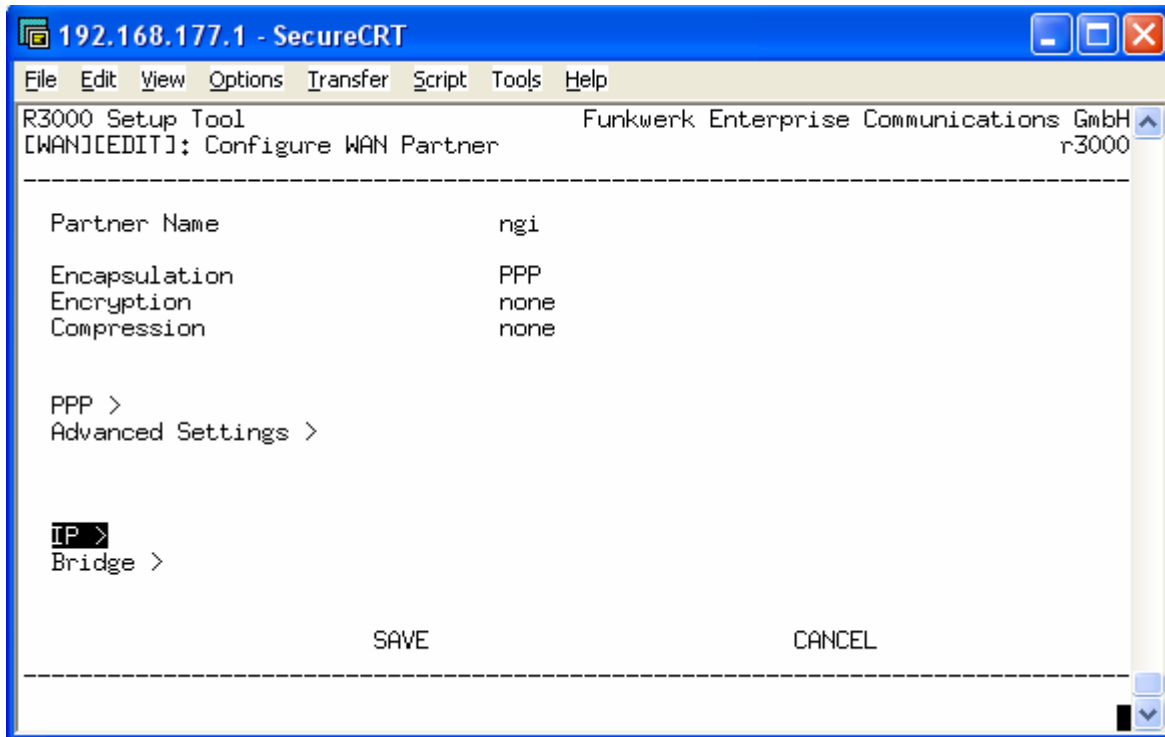 192.168.177.1 - SecureCRT
File Edit View Options Transfer Script Tools Help
R3000 Setup Tool Funkwerk Enterprise Communications GmbH
[WAN][EDIT]: Configure WAN Partner r3000
Partner Name ngi
Encapsulation PPP
Encryption none
Compression none
PPP >
Advanced Settings >
IP >
Bridge >
SAVE CANCEL